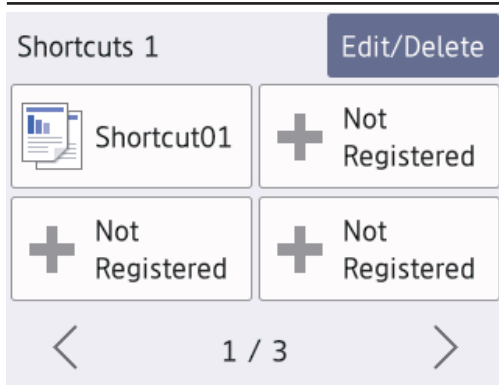 Shortcuts 1
Edit/Delete
Shortcut01
Not
Registered
Not
Registered
Not
Registered
1 / 3